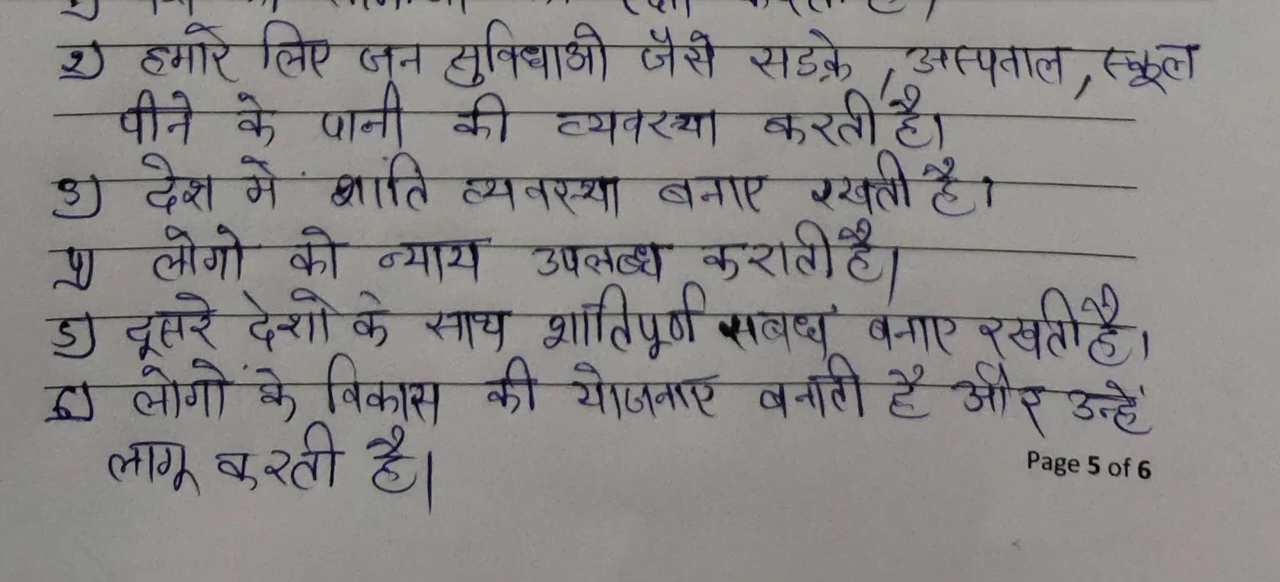 २) हमारे लिए जन सुविधाओ जैसे सडक़े, अस्पताल, स्कूल
पीने के पानी की व्यवस्था करती है।
३) देश में शांति व्यवस्था बनाए रखती है।
४) लोगो को न्याय उपलब्ध कराती है।
५) दूसरे देशो के साथ शातिपूर्ण सबधं बनाए रखती है।
६) लोगों के विकास की योजनाए बनाती है और उन्हें
लागू करती है।
Page 5 of 6